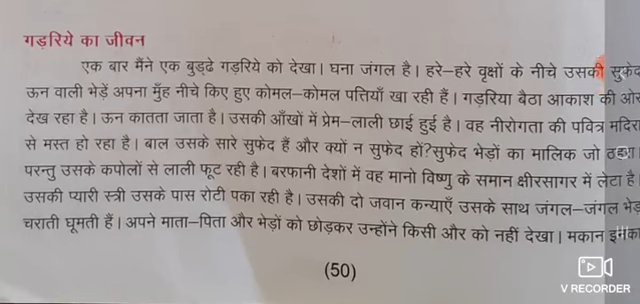 गड़रिये का जीवन
एक बार मैंने एक बुड्ढे गड़रिये को देखा। घना जंगल है। हरे-हरे वृक्षों के नीचे उसकी सुफेद
ऊन वाली भेड़ें अपना मुँह नीचे किए हुए कोमल-कोमल पत्तियाँ खा रही हैं। गड़रिया बैठा आकाश की ओर
देख रहा है। ऊन कातता जाता है। उसकी आँखों में प्रेम-लाली छाई हुई है। वह नीरोगता की पवित्र मदिरा
से मस्त हो रहा है। बाल उसके सारे सुफेद हैं और क्यों न सुफेद हों?सुफेद भेड़ों का मालिक जो
परन्तु उसके कपोलों से लाली फूट रही है। बरफानी देशों में वह मानो विष्णु के समान क्षीरसागर में लेटा है।
उसकी प्यारी स्त्री उसके पास रोटी पका रही है। उसकी दो जवान कन्याएँ उसके साथ जंगल-जंगल भेड़
चराती घूमती हैं। अपने माता-पिता और भेड़ों को छोड़कर उन्होंने किसी और को नहीं देखा। मकान
(50)
V RECORDER